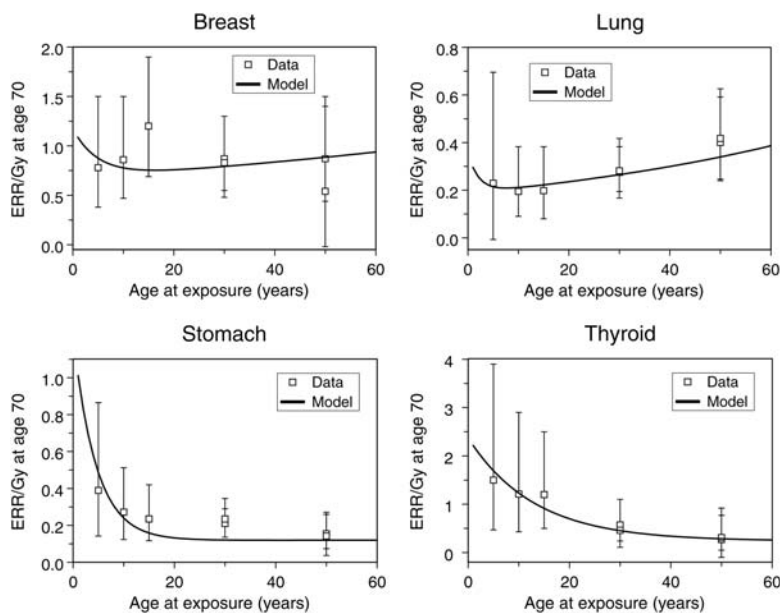 Breast
2.0
1.5
1.0
0.5
0.0
ERR/Gy at age 70
Data
Model
0 20 40 60
Age at exposure (years)
Lung
0.8
0.6
0.4
0.2
0.0
ERR/Gy at age 70
Data
Model
0 20 40 60
Age at exposure (years)
Stomach
1.0
0.8
0.6
0.4
0.2
0.0
ERR/Gy at age 70
Data
Model
0 20 40 60
Age at exposure (years)
Thyroid
4
3
2
1
0
ERR/Gy at age 70
Data
Model
0 20 40 60
Age at exposure (years)